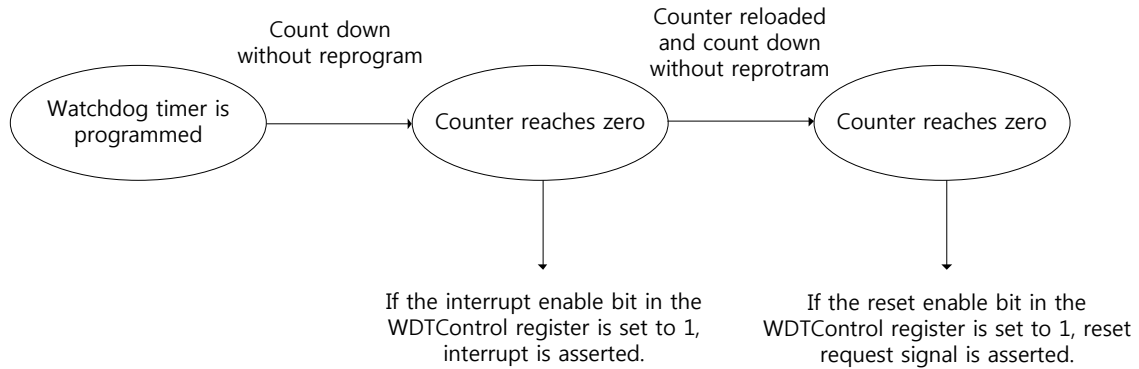 Count down
without reprogram
Counter reloaded
and count down
without reprotram
Watchdog timer is
programmed
Counter reaches zero
Counter reaches zero
If the interrupt enable bit in the
WDTControl register is set to 1,
interrupt is asserted.
If the reset enable bit in the
WDTControl register is set to 1, reset
request signal is asserted.